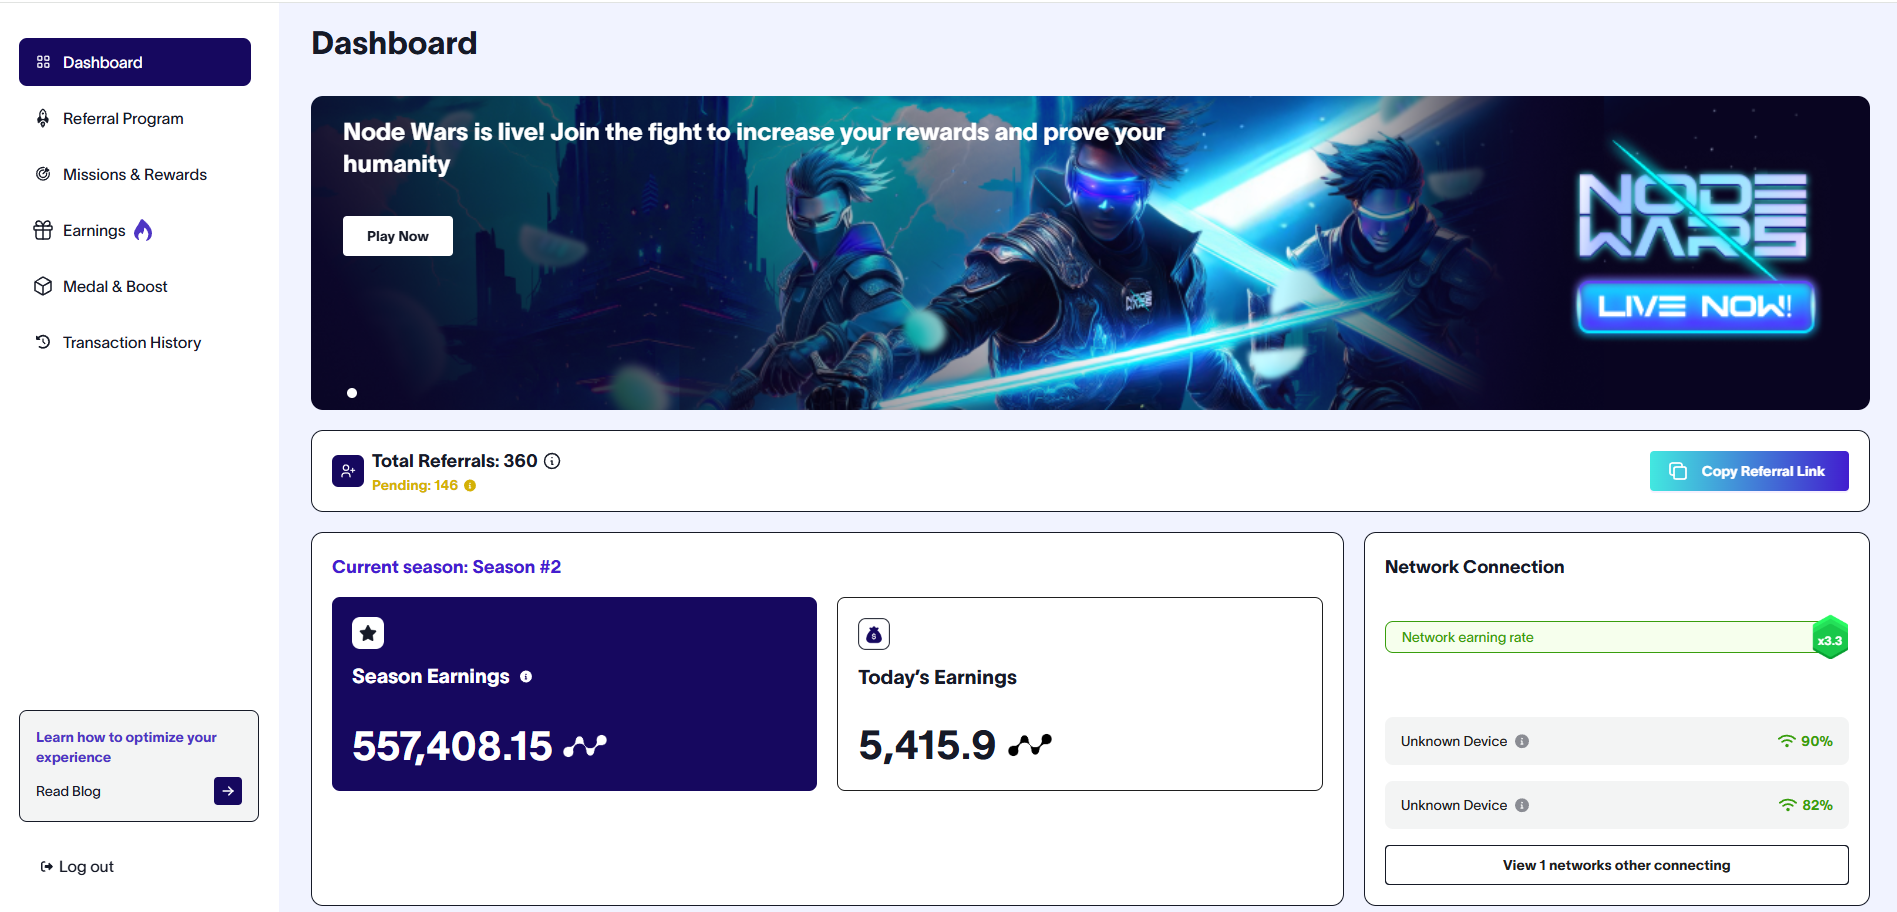 Dashboard
Referral Program
Missions & Rewards
Earnings
Medal & Boost
Transaction History
Learn how to optimize your
experience
Read Blog
Log out
Dashboard
Node Wars is live! Join the fight to increase your rewards and prove your
humanity
Play Now
NODE
WARS
LIVE NOW!
NODE
WARS
Total Referrals: 360
Pending: 146
Copy Referral Link
Current season: Season #2
Season Earnings
557,408.15
Today's Earnings
5,415.9
Network Connection
Network earning rate
x3.3
Unknown Device
90%
Unknown Device
82%
View 1 networks other connecting